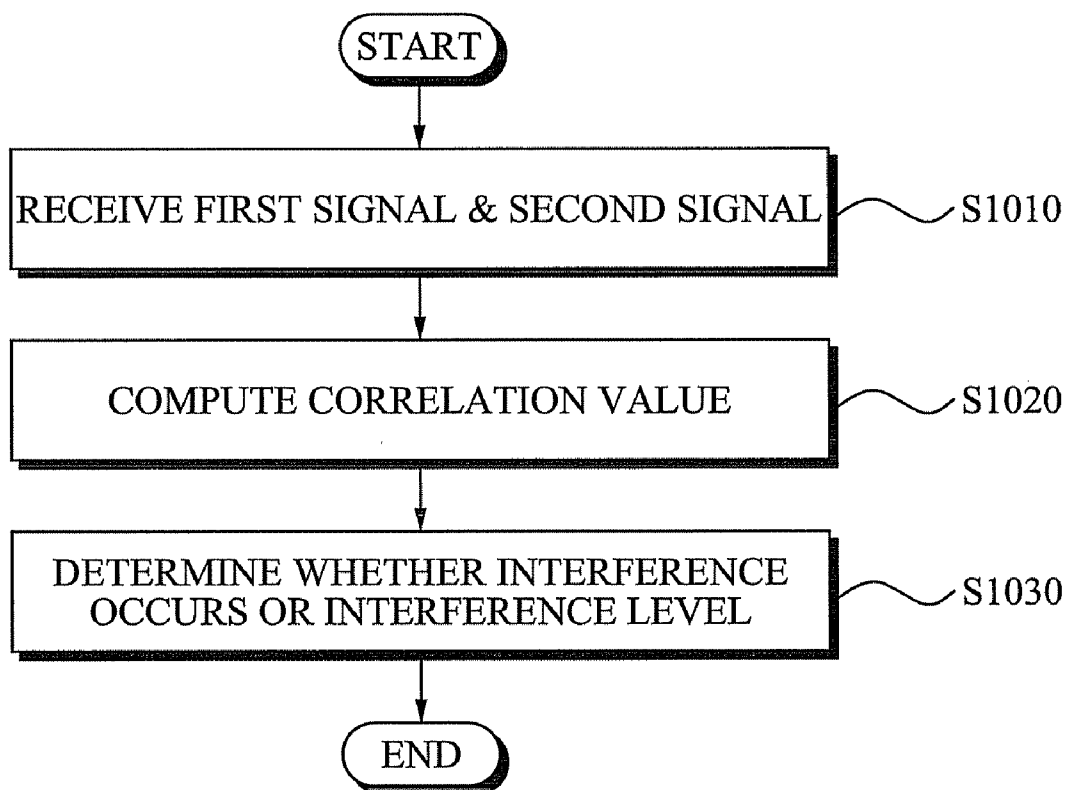 START
RECEIVE FIRST SIGNAL & SECOND SIGNAL
S1010
COMPUTE CORRELATION VALUE
S1020
DETERMINE WHETHER INTERFERENCE
OCCURS OR INTERFERENCE LEVEL
S1030
END